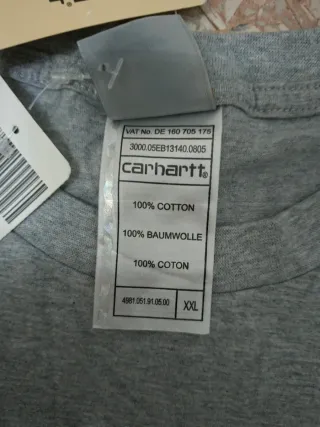 VAT No. DE 160 705 175
3000.05EB13140.0805
carhartt®
100% COTTON
100% BAUMWOLLE
100% COTON
4981.051.91.05.00 XXL